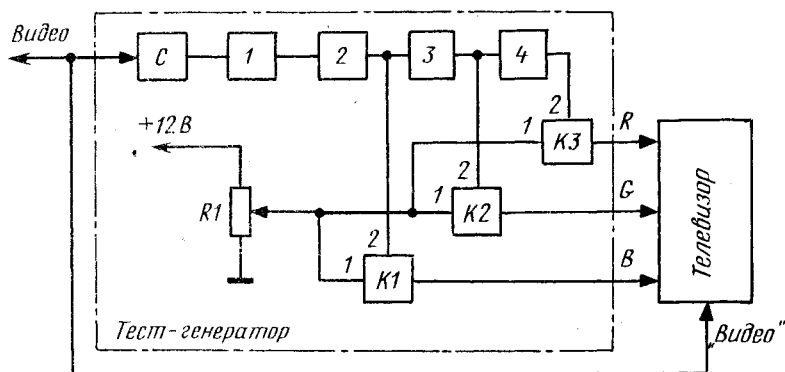 Видео
С 1 2 3 4
+12 В
R1
2
1
К3
R
2
1
К2
G
2
1
К1
B
Телевизор
Тест-генератор
„Видео"